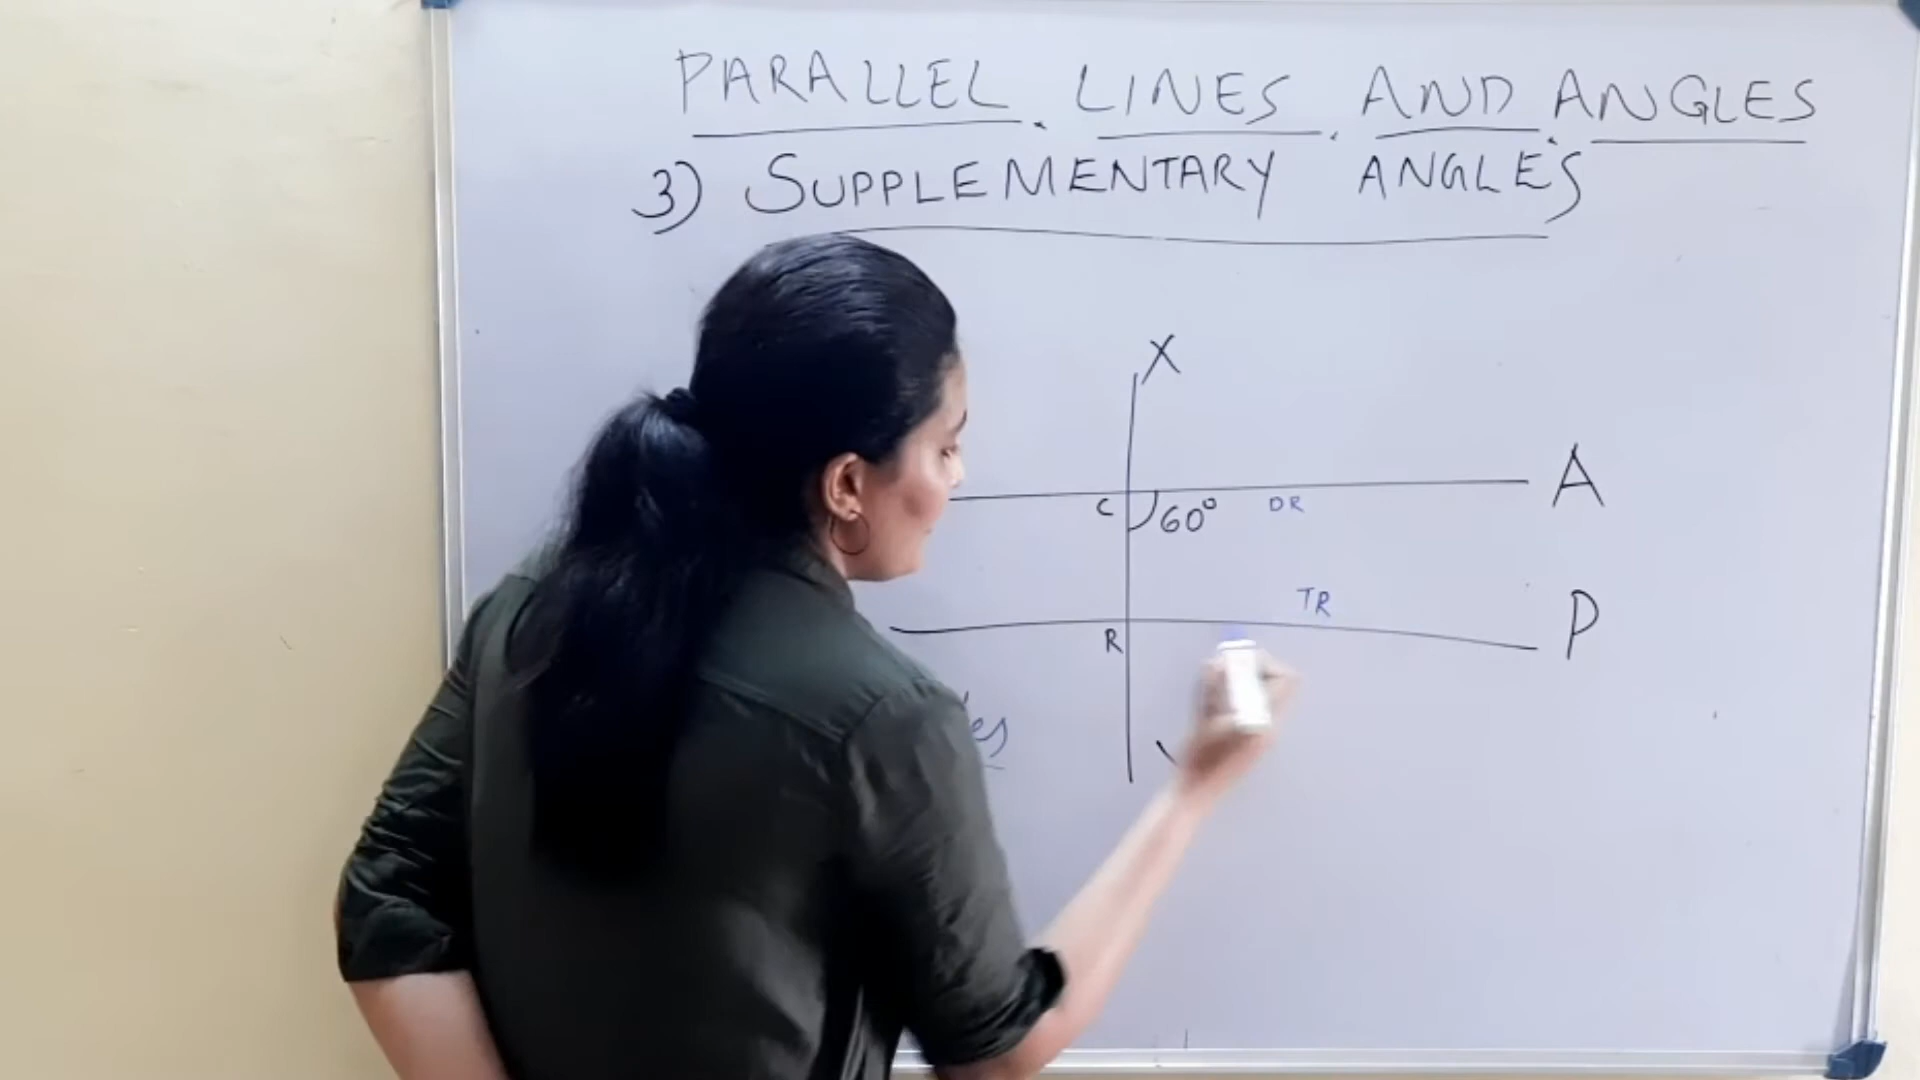 PARALLEL LINES AND ANGLES
3) SUPPLEMENTARY ANGLES
X
A
C 60° DR
TR
P
R